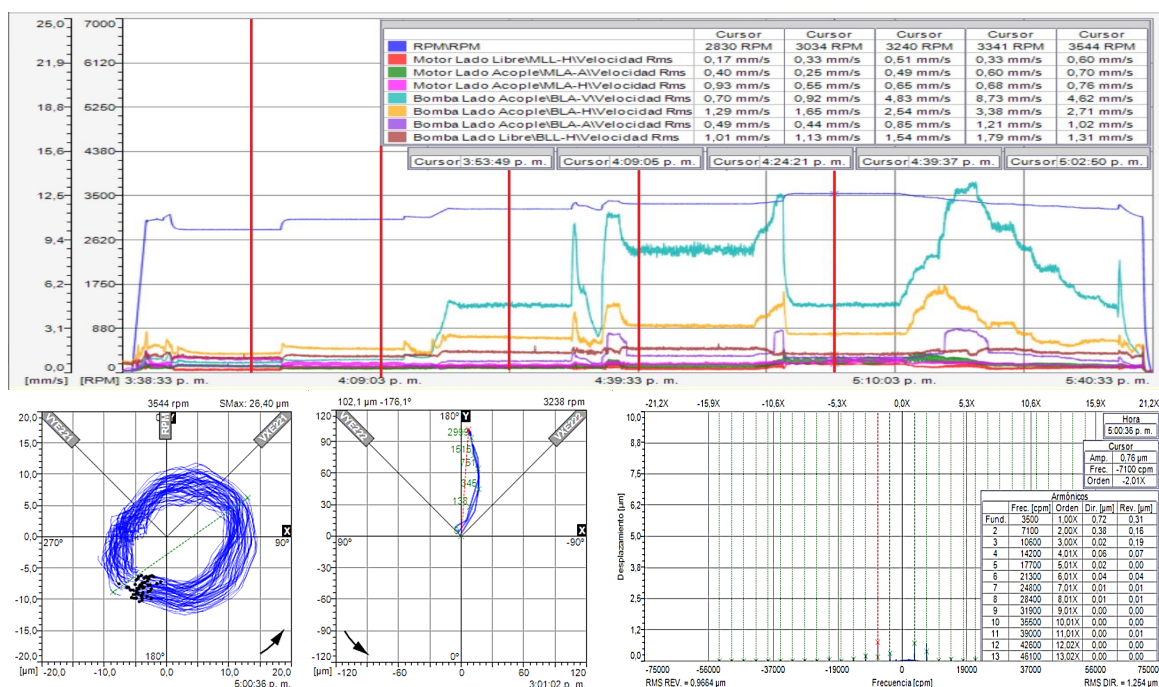 25,0 7000
21,9 6120
18,8 5250
15,6 4380
12,5 3500
9,4 2620
6,2 1750
3,1 880
0,0 0
[mm/s] [RPM] 3:38:33 p. m. 4:09:03 p. m. 4:39:33 p. m. 5:10:03 p. m. 5:40:33 p. m.
Cursor Cursor Cursor Cursor Cursor
RPM\RPM 2830 RPM 3034 RPM 3240 RPM 3341 RPM 3544 RPM
Motor Lado Libre\MLL-H\Velocidad Rms 0,17 mm/s 0,33 mm/s 0,51 mm/s 0,33 mm/s 0,60 mm/s
Motor Lado Acople\MLA-A\Velocidad Rms 0,40 mm/s 0,25 mm/s 0,49 mm/s 0,60 mm/s 0,70 mm/s
Motor Lado Acople\MLA-H\Velocidad Rms 0,93 mm/s 0,55 mm/s 0,65 mm/s 0,68 mm/s 0,76 mm/s
Bomba Lado Acople\BLA-V\Velocidad Rms 0,70 mm/s 0,92 mm/s 4,83 mm/s 8,73 mm/s 4,62 mm/s
Bomba Lado Acople\BLA-H\Velocidad Rms 1,29 mm/s 1,65 mm/s 2,54 mm/s 3,38 mm/s 2,71 mm/s
Bomba Lado Acople\BLA-A\Velocidad Rms 0,49 mm/s 0,44 mm/s 0,85 mm/s 1,21 mm/s 1,02 mm/s
Bomba Lado Libre\BLL-H\Velocidad Rms 1,01 mm/s 1,13 mm/s 1,54 mm/s 1,79 mm/s 1,31 mm/s
Cursor 3:53:49 p. m. Cursor 4:09:05 p. m. Cursor 4:24:21 p. m. Cursor 4:39:37 p. m. Cursor 5:02:50 p. m.
3544 rpm SMax: 26,40 µm
20,0
15,0
10,0
5,0
0,0
-5,0
-10,0
-15,0
-20,0
0º
Y
RPM
X
270º 90º
180º
[µm] -20,0 -10,0 0,0 10,0 20,0
5:00:36 p. m.
102,1 µm -176,1° 3238 rpm
120
90
60
30
0,0
-30
-60
-90
-120
180º
Y
2999
1515
751
345
138
X
90º -90º
0º
[µm] -120 -60 0,0 60 120
3:01:02 p. m.
-21.2X -15.9X -10.6X -5.3X 0.0X 5.3X 10.6X 15.9X 21.2X
Desplazamiento [µm]
0.0
Hora
5:00:36 p. m.
Cursor
Amp. 0,76 µm
Frec. -7100 cpm
Orden -2.01X
Armónicos
Frec. [cpm] Orden Dir. [µm] Rev. [µm]
Fund. 3500 1,00X 0,72 0,31
2 7100 2,00X 0,38 0,16
3 10600 3,00X 0,02 0,19
4 14200 4,01X 0,06 0,07
5 17700 5,01X 0,02 0,00
6 21300 6,01X 0,04 0,04
7 24800 7,01X 0,01 0,01
8 28400 8,01X 0,01 0,01
9 31900 9,01X 0,00 0,00
10 35500 10,01X 0,00 0,00
11 39000 11,01X 0,00 0,01
12 42600 12,02X 0,00 0,00
13 46100 13,02X 0,00 0,00
-75000 -56000 -37000 -19000 0 19000 37000 56000 75000
RMS REV. = 0.9664 µm Frecuencia [cpm] RMS DIR. = 1.254 µm